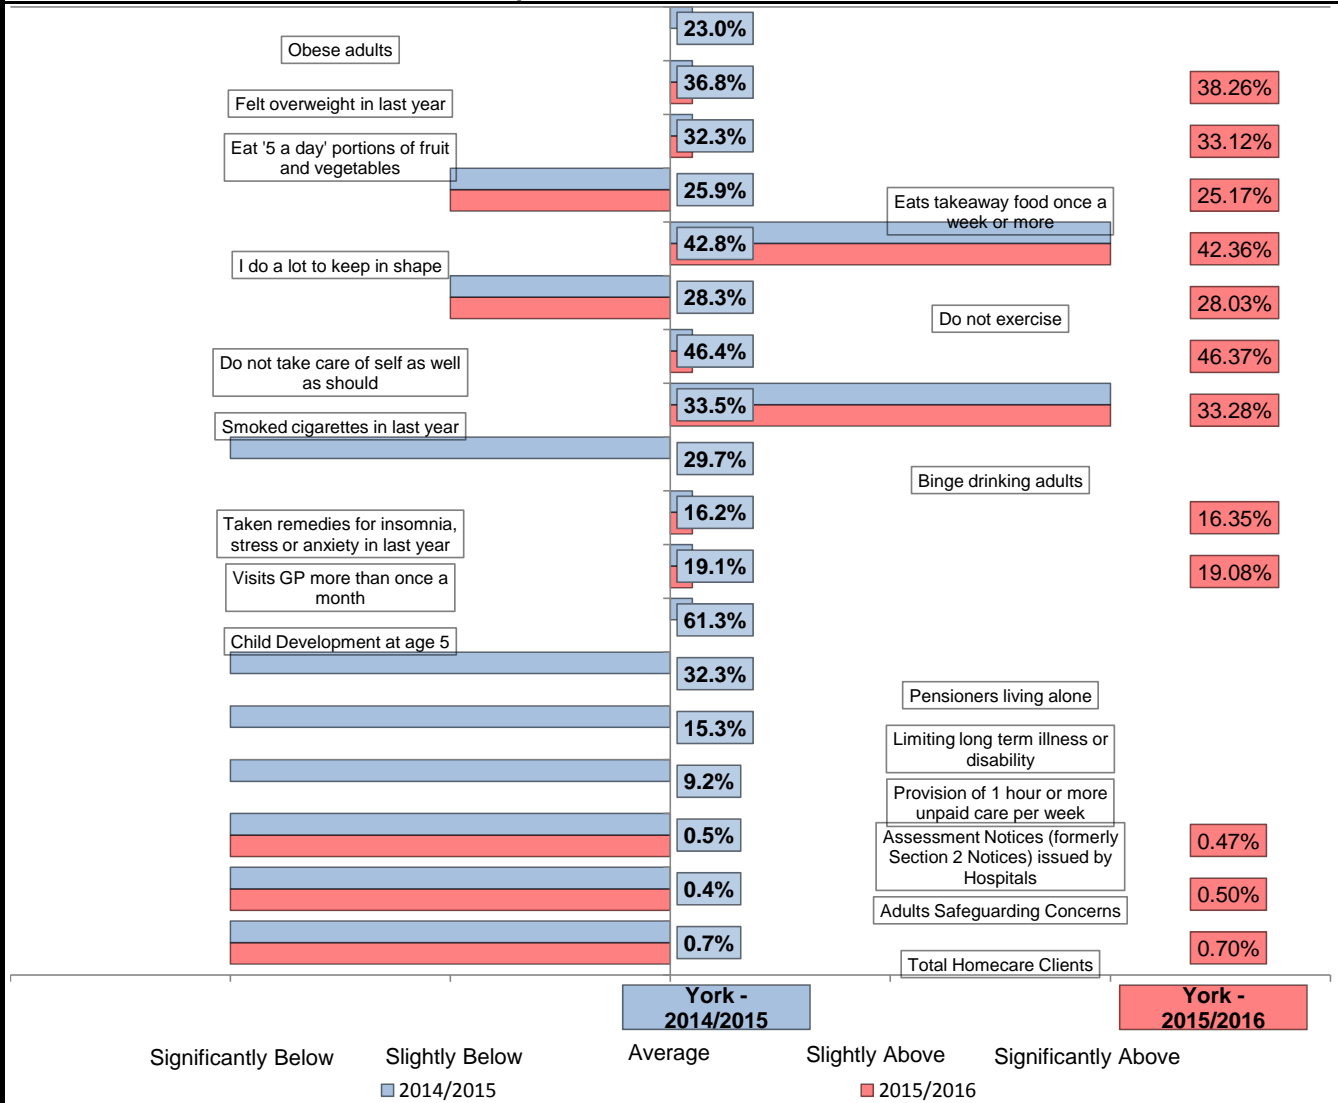 23.0%
Obese adults
36.8%
38.26%
Felt overweight in last year
32.3%
33.12%
Eat '5 a day' portions of fruit
and vegetables
25.9%
25.17%
Eats takeaway food once a
week or more
42.8%
42.36%
I do a lot to keep in shape
28.3%
28.03%
Do not exercise
46.4%
46.37%
Do not take care of self as well
as should
33.5%
33.28%
Smoked cigarettes in last year
29.7%
Binge drinking adults
16.2%
16.35%
Taken remedies for insomnia,
stress or anxiety in last year
19.1%
19.08%
Visits GP more than once a
month
61.3%
Child Development at age 5
32.3%
Pensioners living alone
15.3%
Limiting long term illness or
disability
9.2%
Provision of 1 hour or more
unpaid care per week
0.5%
0.47%
Assessment Notices (formerly
Section 2 Notices) issued by
Hospitals
0.4%
0.50%
Adults Safeguarding Concerns
0.7%
0.70%
Total Homecare Clients
York -
2014/2015
York -
2015/2016
Significantly Below
Slightly Below
Average
Slightly Above
Significantly Above
2014/2015
2015/2016